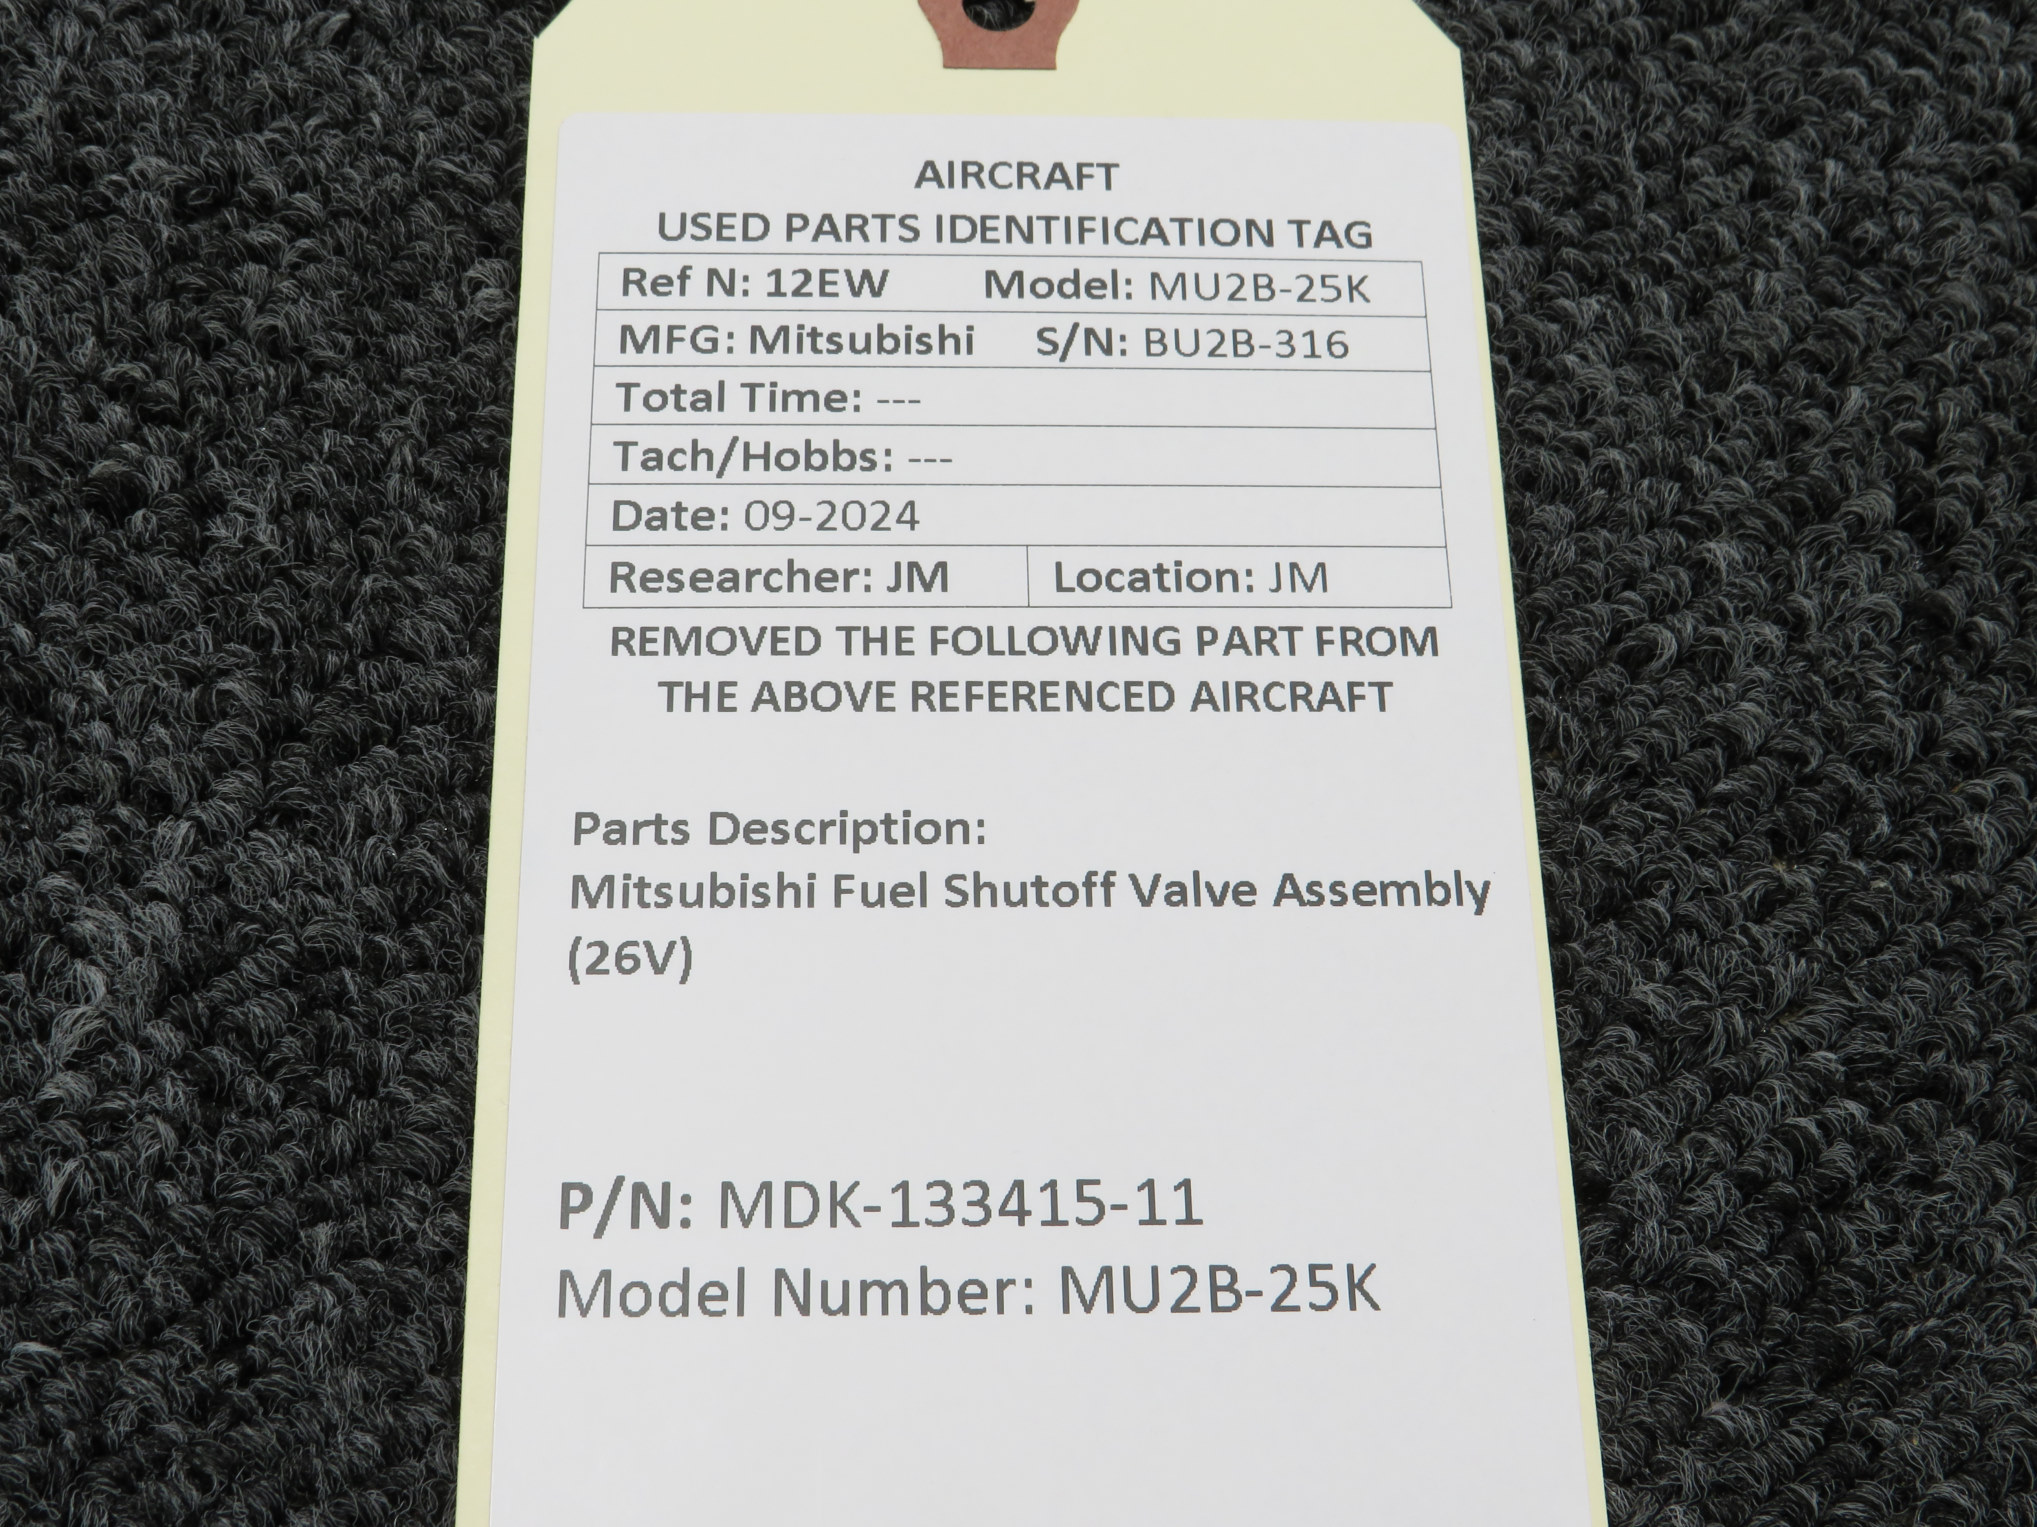 AIRCRAFT
USED PARTS IDENTIFICATION TAG
Ref N: 12EW Model: MU2B-25K
MFG: Mitsubishi S/N: BU2B-316
Total Time: ---
Tach/Hobbs: ---
Date: 09-2024
Researcher: JM Location: JM
REMOVED THE FOLLOWING PART FROM
THE ABOVE REFERENCED AIRCRAFT
Parts Description:
Mitsubishi Fuel Shutoff Valve Assembly
(26V)
P/N: MDK-133415-11
Model Number: MU2B-25K